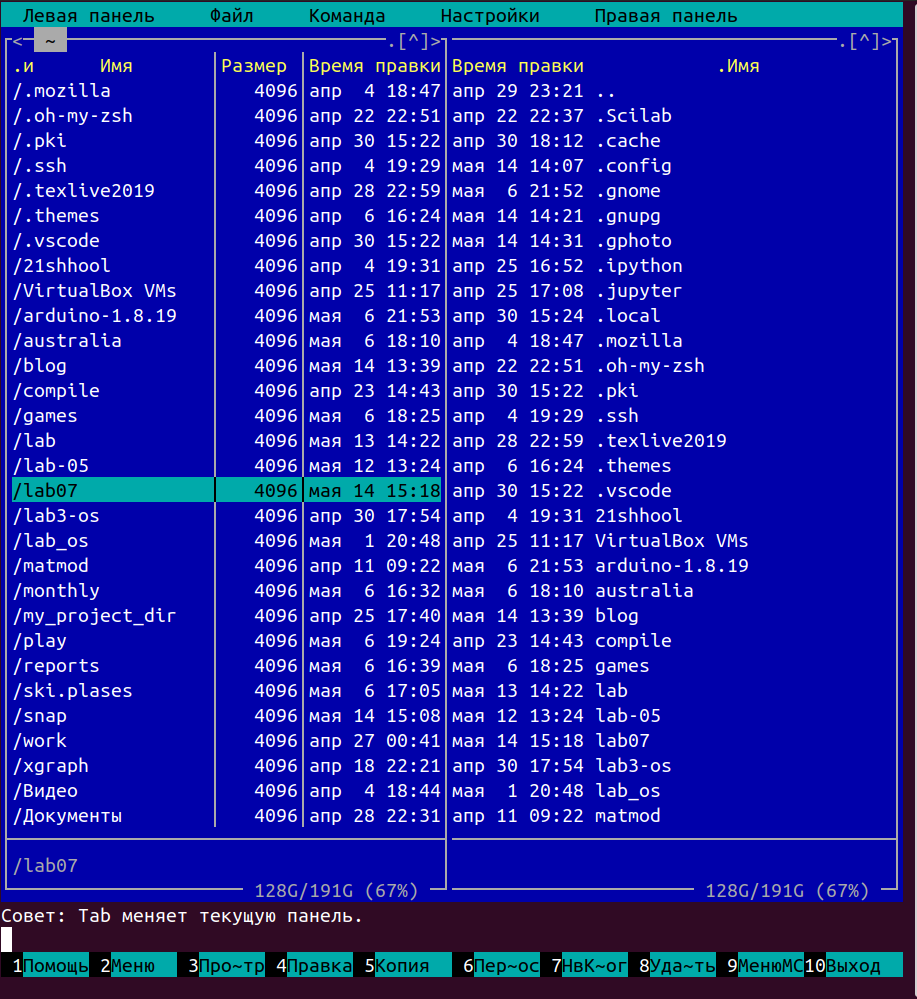 Левая панель Файл Команда Настройки Правая панель
< ~ .[^]> .[^]>
.и Имя Размер Время правки Время правки .Имя
/.mozilla 4096 апр 4 18:47 апр 29 23:21 ..
/.oh-my-zsh 4096 апр 22 22:51 апр 22 22:37 .Scilab
/.pki 4096 апр 30 15:22 апр 30 18:12 .cache
/.ssh 4096 апр 4 19:29 мая 14 14:07 .config
/.texlive2019 4096 апр 28 22:59 мая 6 21:52 .gnome
/.themes 4096 апр 6 16:24 мая 14 14:21 .gnupg
/.vscode 4096 апр 30 15:22 мая 14 14:31 .gphoto
/21shhool 4096 апр 4 19:31 апр 25 16:52 .ipython
/VirtualBox VMs 4096 апр 25 11:17 апр 25 17:08 .jupyter
/arduino-1.8.19 4096 мая 6 21:53 апр 30 15:24 .local
/australia 4096 мая 6 18:10 апр 4 18:47 .mozilla
/blog 4096 мая 14 13:39 апр 22 22:51 .oh-my-zsh
/compile 4096 апр 23 14:43 апр 30 15:22 .pki
/games 4096 мая 6 18:25 апр 4 19:29 .ssh
/lab 4096 мая 13 14:22 апр 28 22:59 .texlive2019
/lab-05 4096 мая 12 13:24 апр 6 16:24 .themes
/lab07 4096 мая 14 15:18 апр 30 15:22 .vscode
/lab3-os 4096 апр 30 17:54 апр 4 19:31 21shhool
/lab_os 4096 мая 1 20:48 апр 25 11:17 VirtualBox VMs
/matmod 4096 апр 11 09:22 мая 6 21:53 arduino-1.8.19
/monthly 4096 мая 6 16:32 мая 6 18:10 australia
/my_project_dir 4096 апр 25 17:40 мая 14 13:39 blog
/play 4096 мая 6 19:24 апр 23 14:43 compile
/reports 4096 мая 6 16:39 мая 6 18:25 games
/ski.plases 4096 мая 6 17:05 мая 13 14:22 lab
/snap 4096 мая 14 15:08 мая 12 13:24 lab-05
/work 4096 апр 27 00:41 мая 14 15:18 lab07
/xgraph 4096 апр 18 22:21 апр 30 17:54 lab3-os
/Видео 4096 апр 4 18:44 мая 1 20:48 lab_os
/Документы 4096 апр 28 22:31 апр 11 09:22 matmod
/lab07
128G/191G (67%) 128G/191G (67%)
Совет: Tab меняет текущую панель.
1Помощь 2Меню 3Про~тр 4Правка 5Копия 6Пер~ос 7НвК~ог 8Уда~ть 9МенюMC10Выход